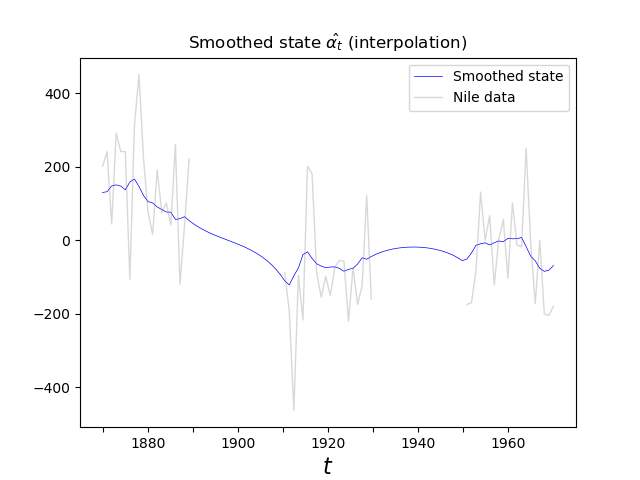 Smoothed state $\hat{\alpha_t}$ (interpolation)
Smoothed state
Nile data
400
200
0
−200
−400
1880 1900 1920 1940 1960
t